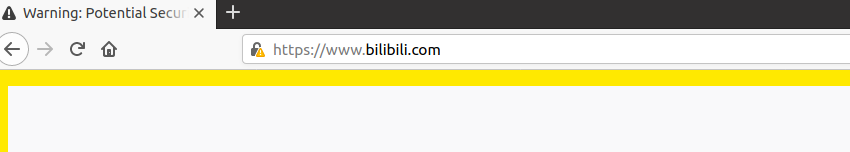 Warning: Potential Secur
https://www.bilibili.com